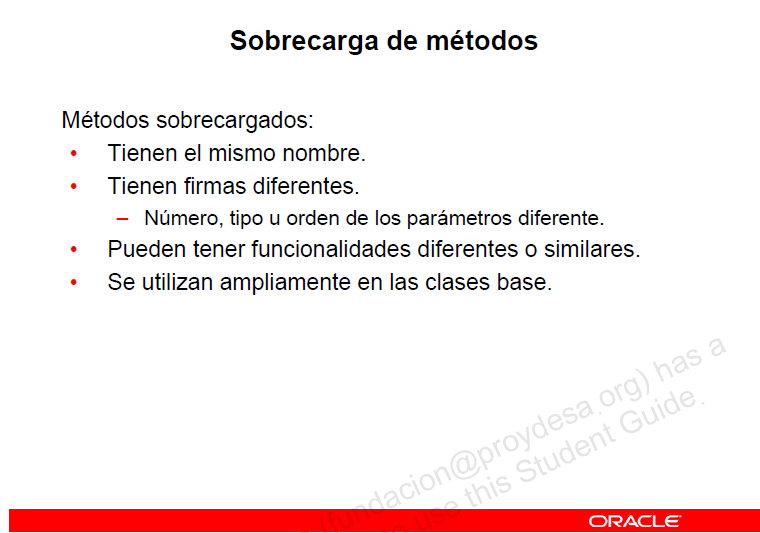 Sobrecarga de métodos
Métodos sobrecargados:
• Tienen el mismo nombre.
• Tienen firmas diferentes.
– Número, tipo u orden de los parámetros diferente.
• Pueden tener funcionalidades diferentes o similares.
• Se utilizan ampliamente en las clases base.
(fundacion@proydesa.org) has a
to use this Student Guide.
ORACLE